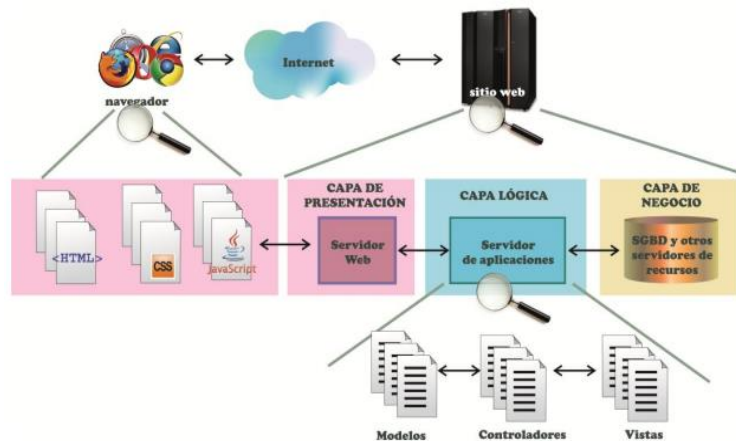 Internet
navegador
sitio web
CAPA DE
PRESENTACIÓN
CAPA LÓGICA
CAPA DE
NEGOCIO
<HTML>
CSS
JavaScript
Servidor
Web
Servidor
de aplicaciones
SGBD y otros
servidores de
recursos
Modelos
Controladores
Vistas